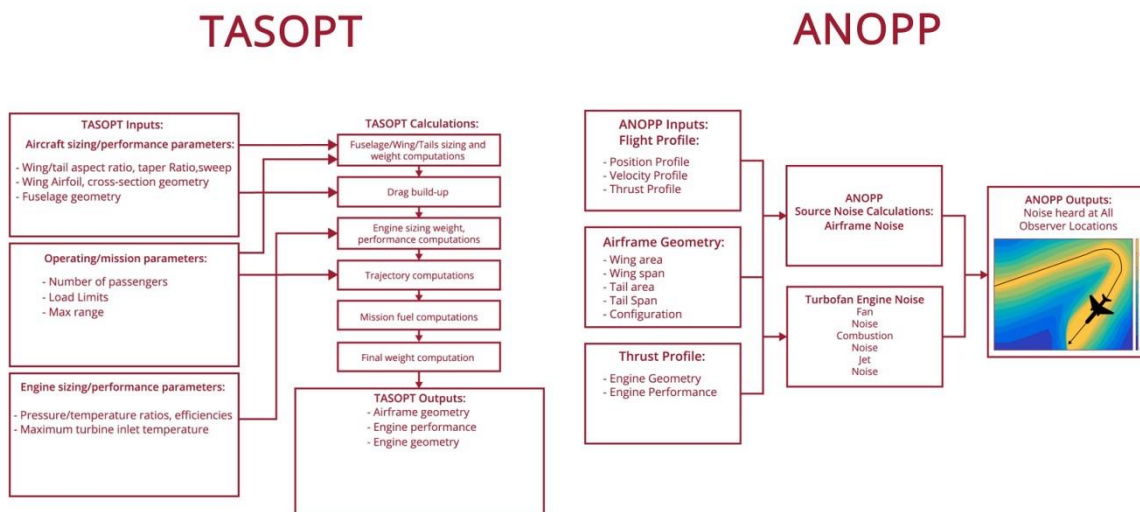 TASOPT
TASOPT Inputs:
Aircraft sizing/performance parameters:
- Wing/tail aspect ratio, taper Ratio,sweep
- Wing Airfoil, cross-section geometry
- Fuselage geometry
Operating/mission parameters:
- Number of passengers
- Load Limits
- Max range
Engine sizing/performance parameters:
- Pressure/temperature ratios, efficiencies
- Maximum turbine inlet temperature
TASOPT Calculations:
Fuselage/Wing/Tails sizing and
weight computations
Drag build-up
Engine sizing weight,
performance computations
Trajectory computations
Mission fuel computations
Final weight computation
TASOPT Outputs:
- Airframe geometry
- Engine performance
- Engine geometry
ANOPP
ANOPP Inputs:
Flight Profile:
- Position Profile
- Velocity Profile
- Thrust Profile
Airframe Geometry:
- Wing area
- Wing span
- Tail area
- Tail Span
- Configuration
Thrust Profile:
- Engine Geometry
- Engine Performance
ANOPP
Source Noise Calculations:
Airframe Noise
Turbofan Engine Noise
Fan
Noise
Combustion
Noise
Jet
Noise
ANOPP Outputs:
Noise heard at All
Observer Locations